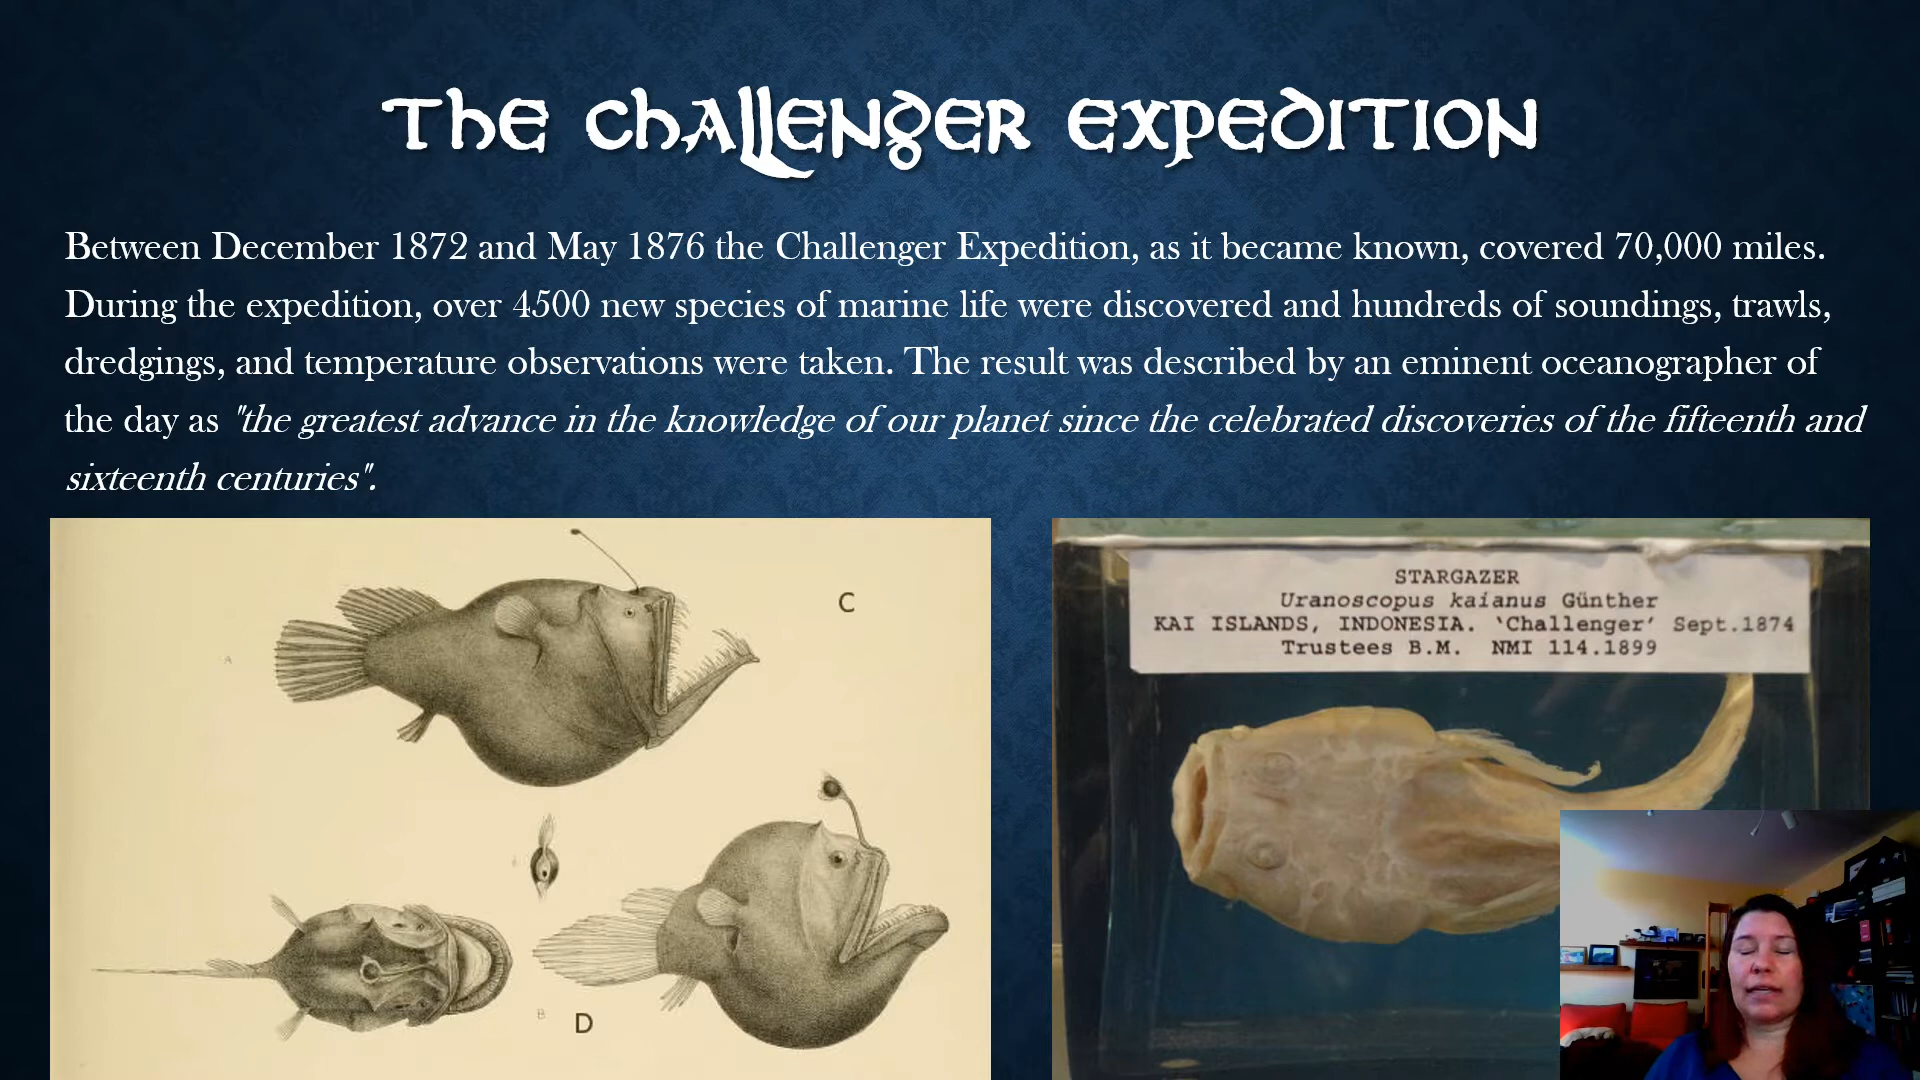 The Challenger Expedition
Between December 1872 and May 1876 the Challenger Expedition, as it became known, covered 70,000 miles.
During the expedition, over 4500 new species of marine life were discovered and hundreds of soundings, trawls,
dredgings, and temperature observations were taken. The result was described by an eminent oceanographer of
the day as "the greatest advance in the knowledge of our planet since the celebrated discoveries of the fifteenth and
sixteenth centuries".
C
A
B
D
STARGAZER
Uranoscopus kaianus Günther
KAI ISLANDS, INDONESIA. 'Challenger' Sept.1874
Trustees B.M. NMI 114.1899